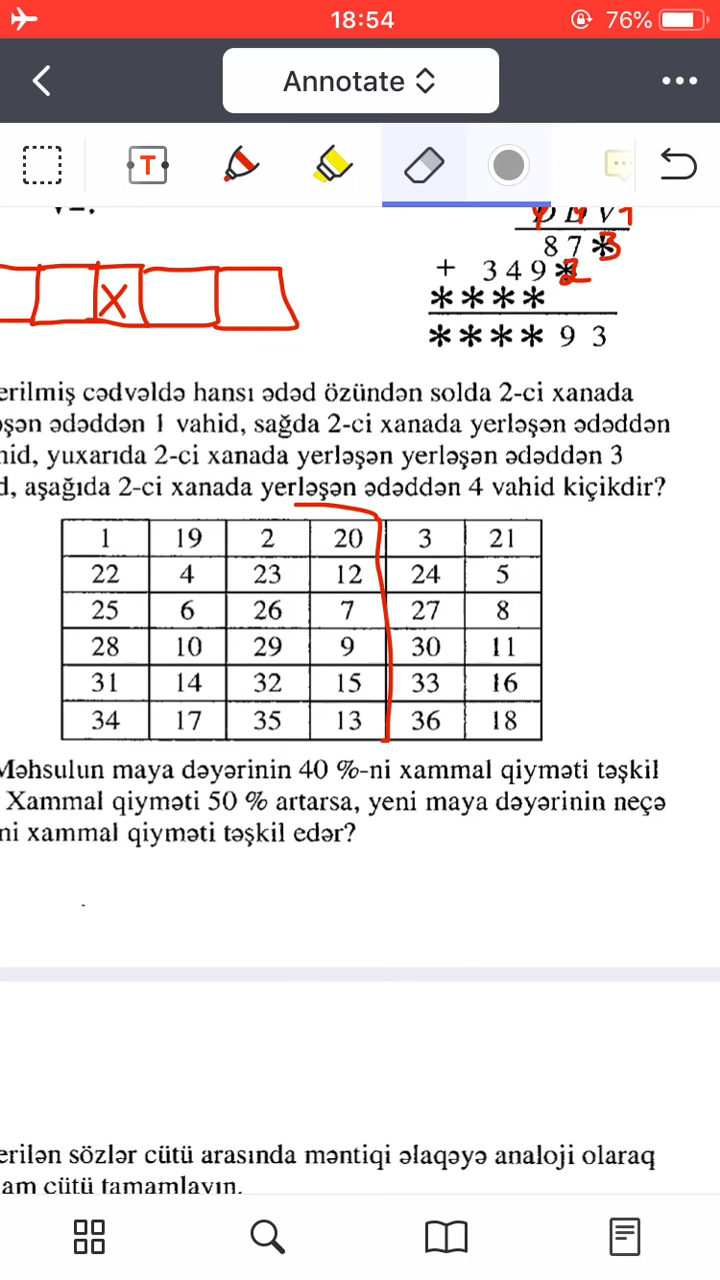 18:54
76%
Annotate
T
87*3
+ 349*2
****
****93
erilmiş cədvəldə hansı ədəd özündən solda 2-ci xanada
şən ədəddən 1 vahid, sağda 2-ci xanada yerləşən ədəddən
hid, yuxarıda 2-ci xanada yerləşən yerləşən ədəddən 3
d, aşağıda 2-ci xanada yerləşən ədəddən 4 vahid kiçikdir?
1 19 2 20 3 21
22 4 23 12 24 5
25 6 26 7 27 8
28 10 29 9 30 11
31 14 32 15 33 16
34 17 35 13 36 18
Məhsulun maya dəyərinin 40 %-ni xammal qiyməti təşkil
Xammal qiyməti 50 % artarsa, yeni maya dəyərinin neçə
ni xammal qiyməti təşkil edər?
erilən sözlər cütü arasında məntiqi əlaqəyə analoji olaraq
am cütü tamamlayın.